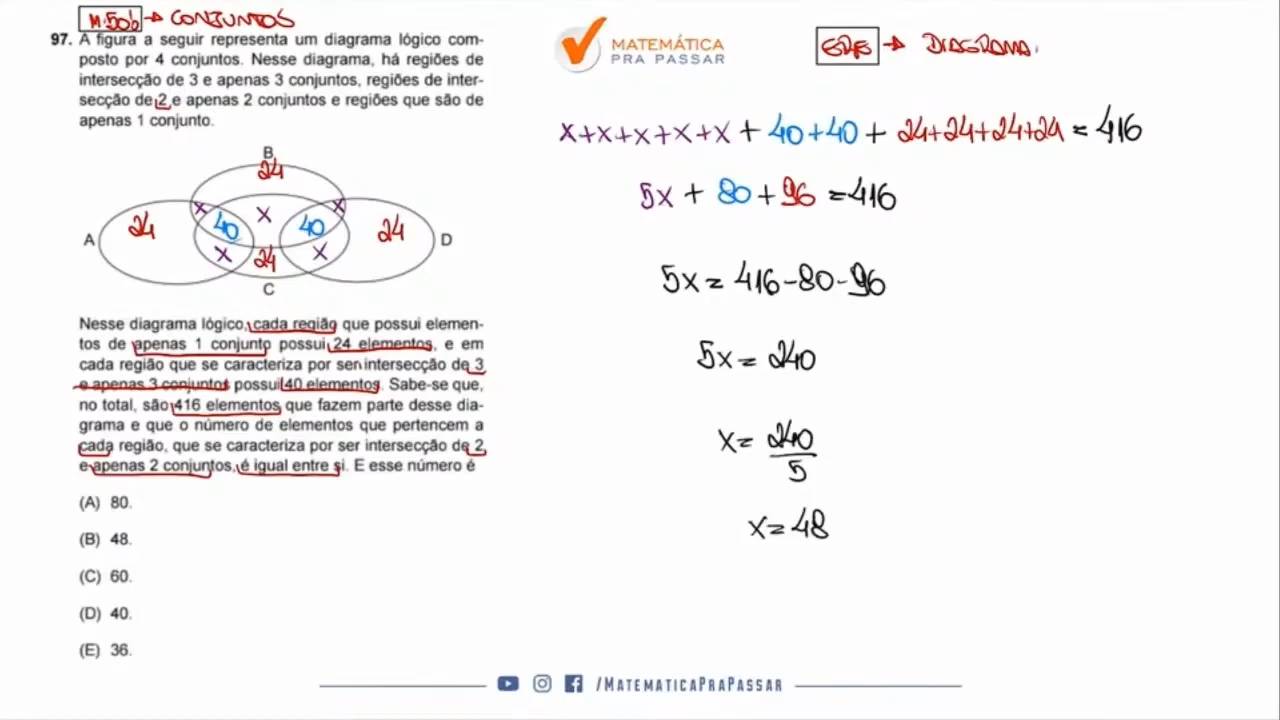 M.50b → CONJUNTOS
97. A figura a seguir representa um diagrama lógico com-
posto por 4 conjuntos. Nesse diagrama, há regiões de
intersecção de 3 e apenas 3 conjuntos, regiões de inter-
secção de 2 e apenas 2 conjuntos e regiões que são de
apenas 1 conjunto.
B
24
x x x
24 40 40 24
A D
x 24 x
C
Nesse diagrama lógico, cada região que possui elemen-
tos de apenas 1 conjunto possui 24 elementos, e em
cada região que se caracteriza por ser intersecção de 3
e apenas 3 conjuntos possui 40 elementos. Sabe-se que,
no total, são 416 elementos que fazem parte desse dia-
grama e que o número de elementos que pertencem a
cada região, que se caracteriza por ser intersecção de 2
e apenas 2 conjuntos, é igual entre si. E esse número é
(A) 80.
(B) 48.
(C) 60.
(D) 40.
(E) 36.
MATEMÁTICA
PRA PASSAR
→ DIAGRAMA.
x+x+x+x+x + 40+40 + 24+24+24+24 = 416
5x + 80 + 96 = 416
5x = 416-80-96
5x = 240
x = 240
5
x = 48
/MATEMATICAPRAPASSAR